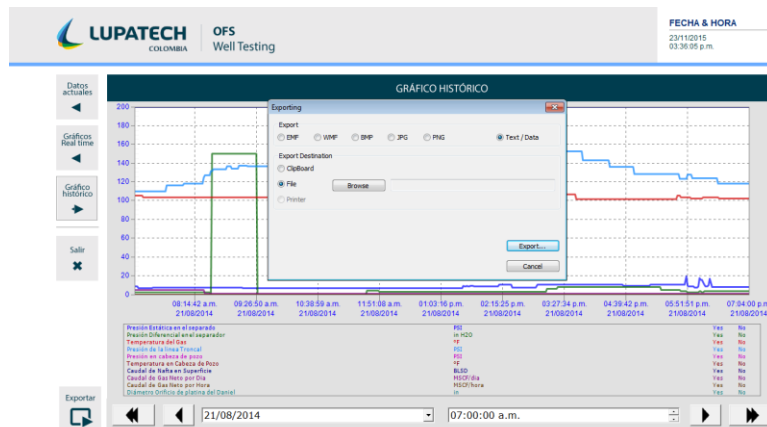 LUPATECH
COLOMBIA
OFS
Well Testing
FECHA & HORA
23/11/2015
03:36:05 p.m.
Datos
actuales
Gráficos
Real time
Gráfico
histórico
Salir
Exportar
GRÁFICO HISTÓRICO
200
180
160
140
120
100
80
60
40
20
0
Exporting
Export
EMF WMF BMP JPG PNG Text / Data
Export Destination
ClipBoard
File Browse
Printer
Export...
Cancel
08:14:42 a.m. 09:26:50 a.m. 10:38:59 a.m. 11:51:08 a.m. 01:03:16 p.m. 02:15:25 p.m. 03:27:34 p.m. 04:39:42 p.m. 05:51:51 p.m. 07:04:00 p.m
21/08/2014 21/08/2014 21/08/2014 21/08/2014 21/08/2014 21/08/2014 21/08/2014 21/08/2014 21/08/2014 21/08/2014
Presión Estática en el separado PSI Yes No
Presión Diferencial en el separador in H2O Yes No
Temperatura del Gas °F Yes No
Presión de la línea Troncal PSI Yes No
Presión en cabeza de pozo PSI Yes No
Temperatura en Cabeza de Pozo °F Yes No
Caudal de Nafta en Superficie BLSD Yes No
Caudal de Gas Neto por Dia MSCF/dia Yes No
Caudal de Gas Neto por Hora MSCF/hora Yes No
Diámetro Orificio de platina del Daniel in Yes No
21/08/2014 07:00:00 a.m.